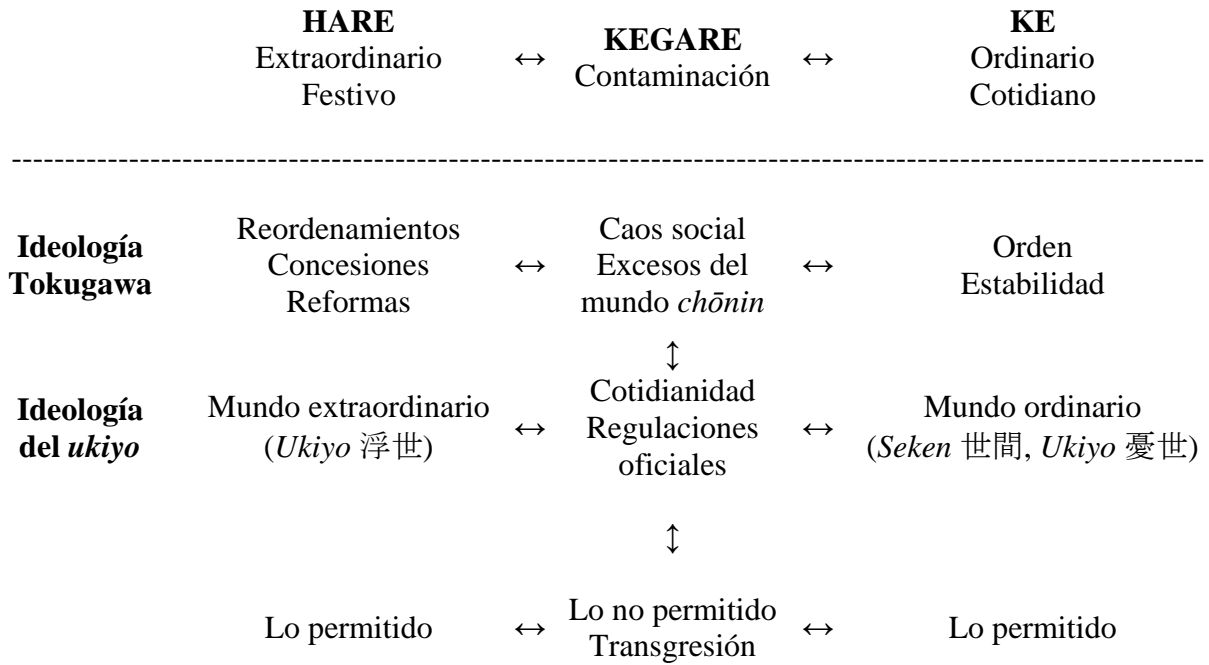 HARE
Extraordinario
Festivo
↔
KEGARE
Contaminación
↔
KE
Ordinario
Cotidiano
------------------------------------------------------------------------------------------------------------------
Ideología
Tokugawa
Reordenamientos
Concesiones
Reformas
↔
Caos social
Excesos del
mundo chōnin
↔
Orden
Estabilidad
↕
Ideología
del ukiyo
Mundo extraordinario
(Ukiyo 浮世)
↔
Cotidianidad
Regulaciones
oficiales
↔
Mundo ordinario
(Seken 世間, Ukiyo 憂世)
↕
Lo permitido
↔
Lo no permitido
Transgresión
↔
Lo permitido